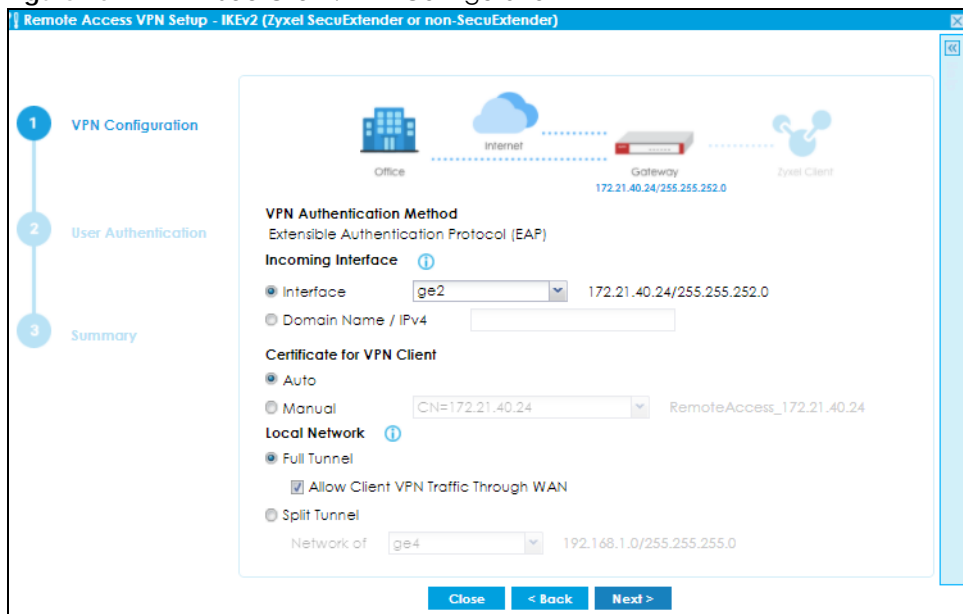 Remote Access VPN Setup - IKEv2 (Zyxel SecuExtender or non-SecuExtender)
1 VPN Configuration
2 User Authentication
3 Summary
Internet
Office
Gateway
Zyxel Client
172.21.40.24/255.255.252.0
VPN Authentication Method
Extensible Authentication Protocol (EAP)
Incoming Interface
Interface ge2 172.21.40.24/255.255.252.0
Domain Name / IPv4
Certificate for VPN Client
Auto
Manual CN=172.21.40.24 RemoteAccess_172.21.40.24
Local Network
Full Tunnel
Allow Client VPN Traffic Through WAN
Split Tunnel
Network of ge4 192.168.1.0/255.255.255.0
Close < Back Next >